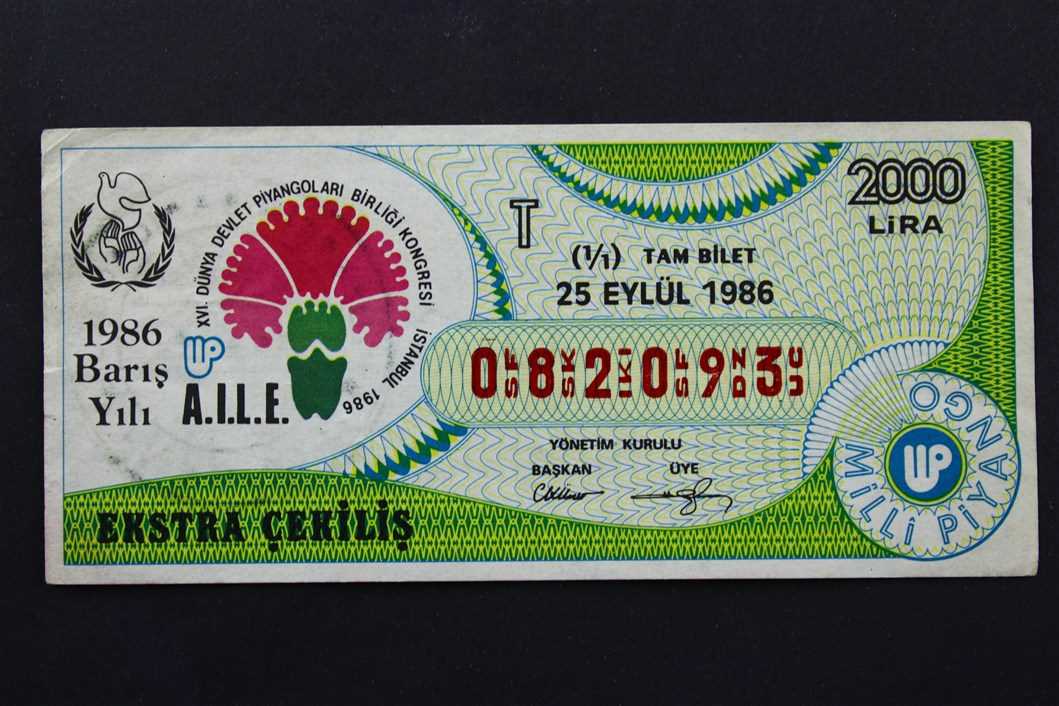 XVI. DÜNYA DEVLET PİYANGOLARI BİRLİĞİ KONGRESİ İSTANBUL 1986
1986
Barış
Yılı
A.I.L.E.
EKSTRA ÇEKİLİŞ
T
2000
LİRA
(1/1) TAM BİLET
25 EYLÜL 1986
0 SF 8 SK 2 İKİ 0 SF 9 DZ 3 UC
YÖNETİM KURULU
BAŞKAN ÜYE
MİLLİ PİYANGO